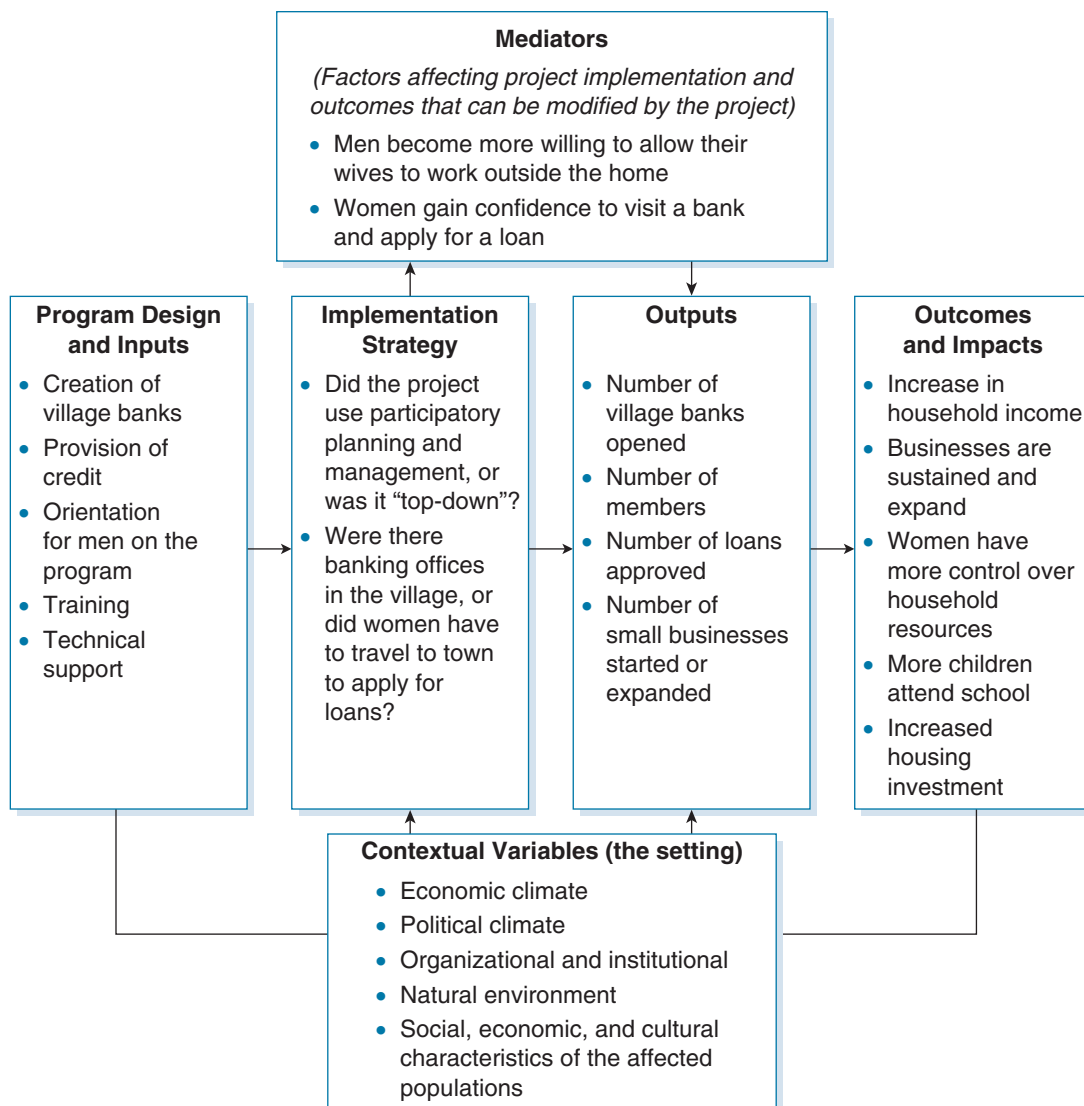 Mediators
(Factors affecting project implementation and
outcomes that can be modified by the project)
• Men become more willing to allow their
wives to work outside the home
• Women gain confidence to visit a bank
and apply for a loan
Program Design
and Inputs
• Creation of
village banks
• Provision of
credit
• Orientation
for men on the
program
• Training
• Technical
support
Implementation
Strategy
• Did the project
use participatory
planning and
management, or
was it “top-down”?
• Were there
banking offices
in the village, or
did women have
to travel to town
to apply for
loans?
Outputs
• Number of
village banks
opened
• Number of
members
• Number of loans
approved
• Number of
small businesses
started or
expanded
Outcomes
and Impacts
• Increase in
household income
• Businesses are
sustained and
expand
• Women have
more control over
household
resources
• More children
attend school
• Increased
housing
investment
Contextual Variables (the setting)
• Economic climate
• Political climate
• Organizational and institutional
• Natural environment
• Social, economic, and cultural
characteristics of the affected
populations